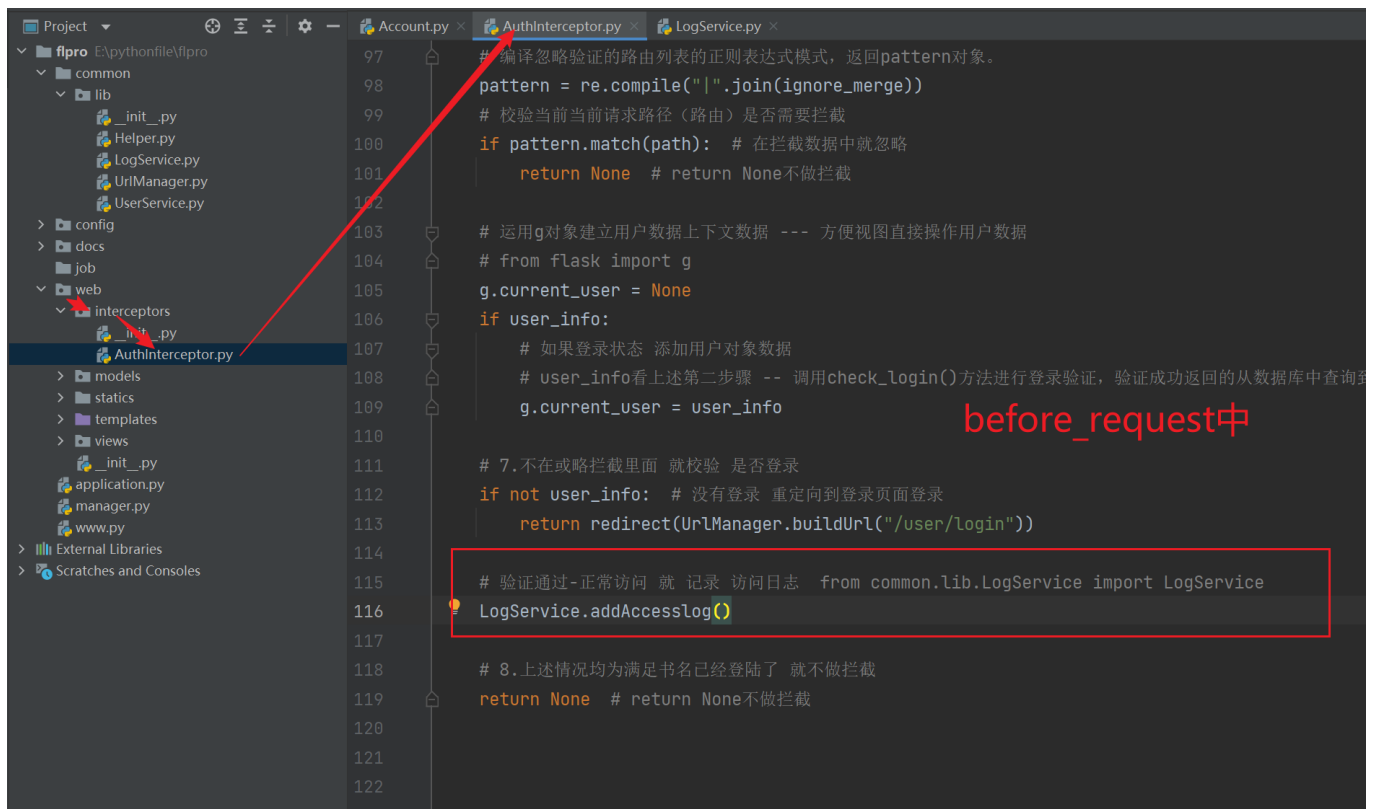 Project
Account.py
AuthInterceptor.py
LogService.py
flpro E:\pythonfile\flpro
common
lib
__init__.py
Helper.py
LogService.py
UrlManager.py
UserService.py
config
docs
job
web
interceptors
__init__.py
AuthInterceptor.py
models
statics
templates
views
__init__.py
application.py
manager.py
www.py
External Libraries
Scratches and Consoles
97 # 编译忽略验证的路由列表的正则表达式模式，返回pattern对象。
98 pattern = re.compile("|".join(ignore_merge))
99 # 校验当前当前请求路径（路由）是否需要拦截
100 if pattern.match(path): # 在拦截数据中就忽略
101 return None # return None不做拦截
102
103 # 运用g对象建立用户数据上下文数据 --- 方便视图直接操作用户数据
104 # from flask import g
105 g.current_user = None
106 if user_info:
107 # 如果登录状态 添加用户对象数据
108 # user_info看上述第二步骤 -- 调用check_login()方法进行登录验证，验证成功返回的从数据库中查询到
109 g.current_user = user_info
before_request中
110
111 # 7.不在或略拦截里面 就校验 是否登录
112 if not user_info: # 没有登录 重定向到登录页面登录
113 return redirect(UrlManager.buildUrl("/user/login"))
114
115 # 验证通过-正常访问 就 记录 访问日志 from common.lib.LogService import LogService
116 LogService.addAccesslog()
117
118 # 8.上述情况均为满足书名已经登陆了 就不做拦截
119 return None # return None不做拦截
120
121
122